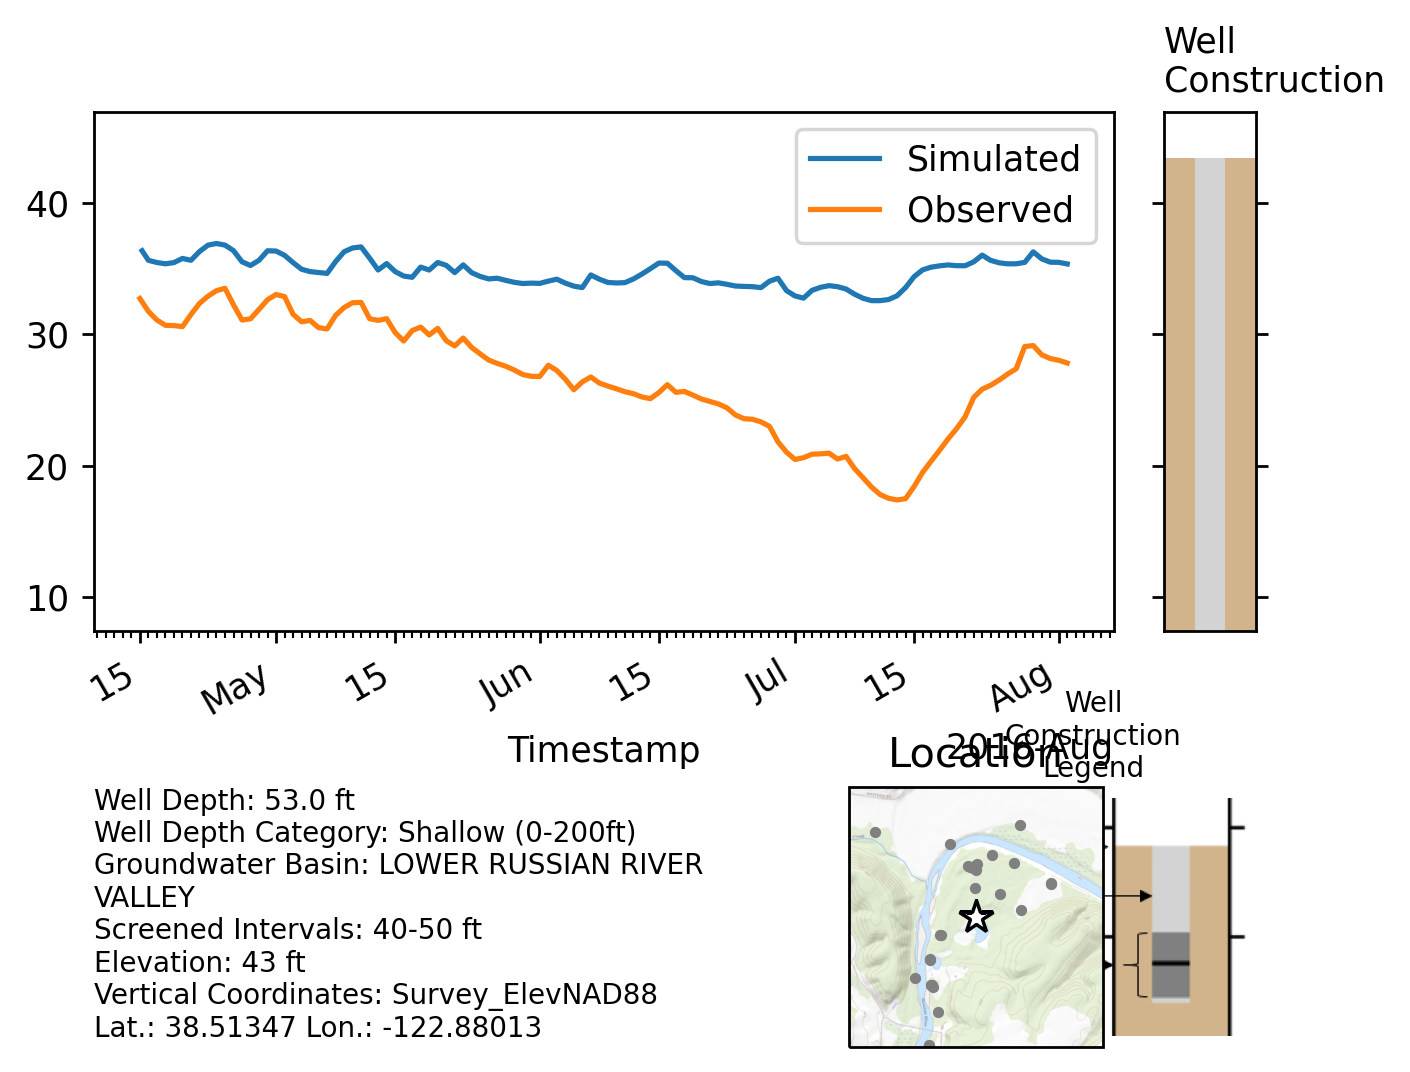 Well
Construction
Simulated
Observed
40
30
20
10
15
May
15
Jun
15
Jul
15
Aug
Timestamp
2016-Aug
Location
Well
Construction
Legend
Well Depth: 53.0 ft
Well Depth Category: Shallow (0-200ft)
Groundwater Basin: LOWER RUSSIAN RIVER
VALLEY
Screened Intervals: 40-50 ft
Elevation: 43 ft
Vertical Coordinates: Survey_ElevNAD88
Lat.: 38.51347 Lon.: -122.88013